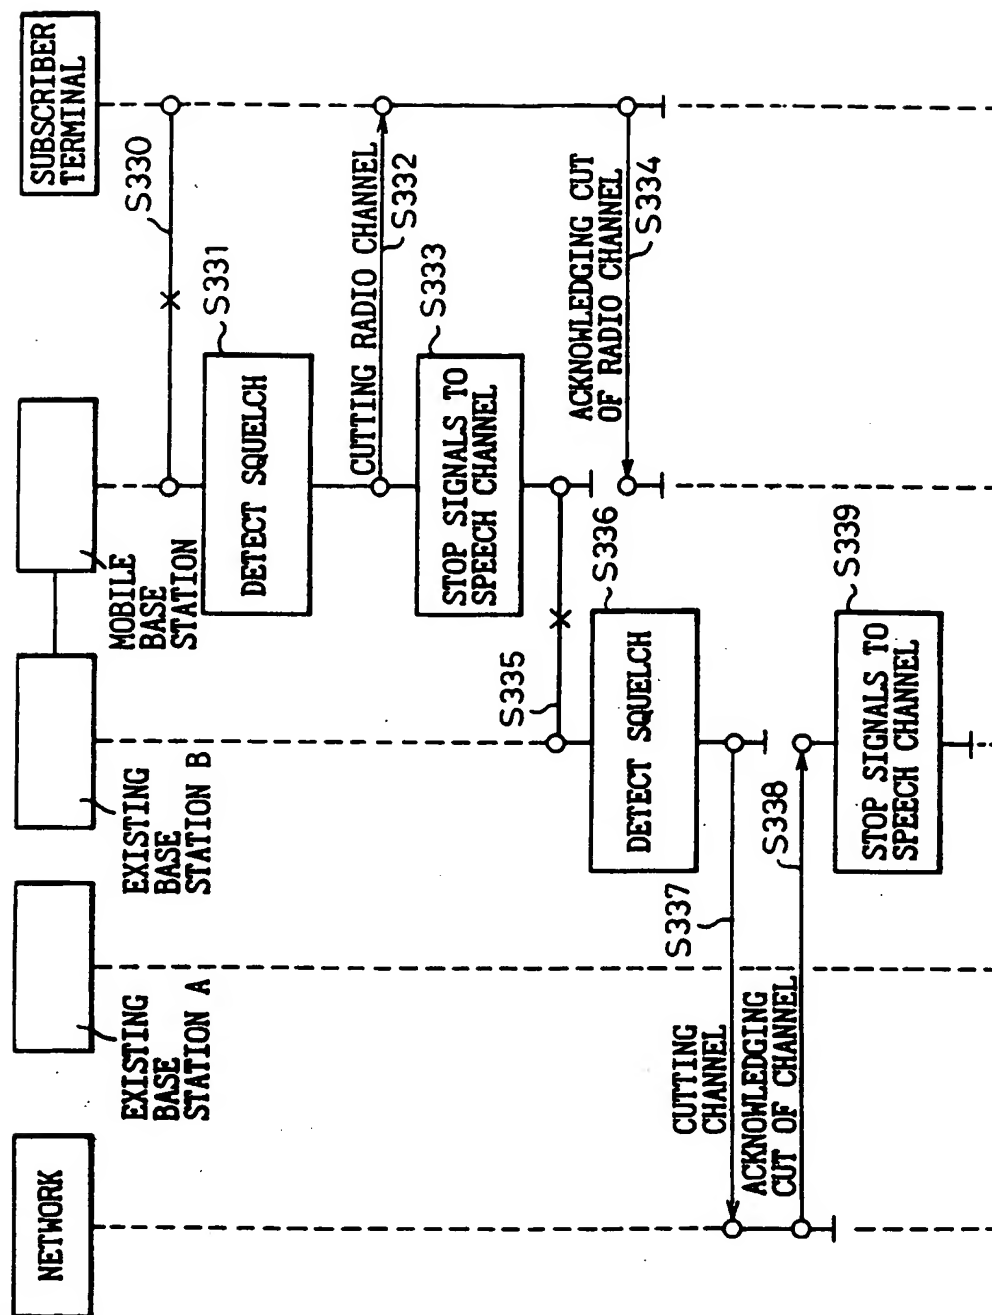 NETWORK
EXISTING
BASE
STATION A
EXISTING
BASE
STATION B
MOBILE
BASE
STATION
SUBSCRIBER
TERMINAL
S330
DETECT SQUELCH
S331
CUTTING RADIO CHANNEL
S332
STOP SIGNALS TO
SPEECH CHANNEL
S333
ACKNOWLEDGING CUT
OF RADIO CHANNEL
S334
S335
DETECT SQUELCH
S336
CUTTING
CHANNEL
S337
ACKNOWLEDGING
CUT OF CHANNEL
S338
STOP SIGNALS TO
SPEECH CHANNEL
S339